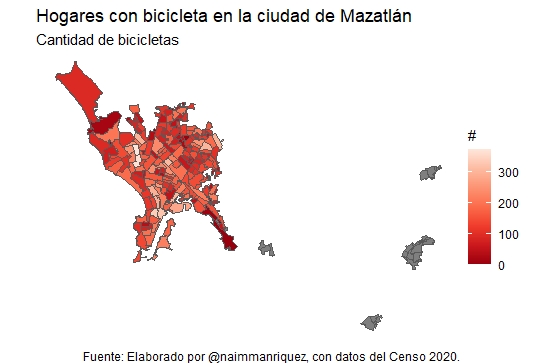 Hogares con bicicleta en la ciudad de Mazatlán
Cantidad de bicicletas
#
300
200
100
0
Fuente: Elaborado por @naimmanriquez, con datos del Censo 2020.